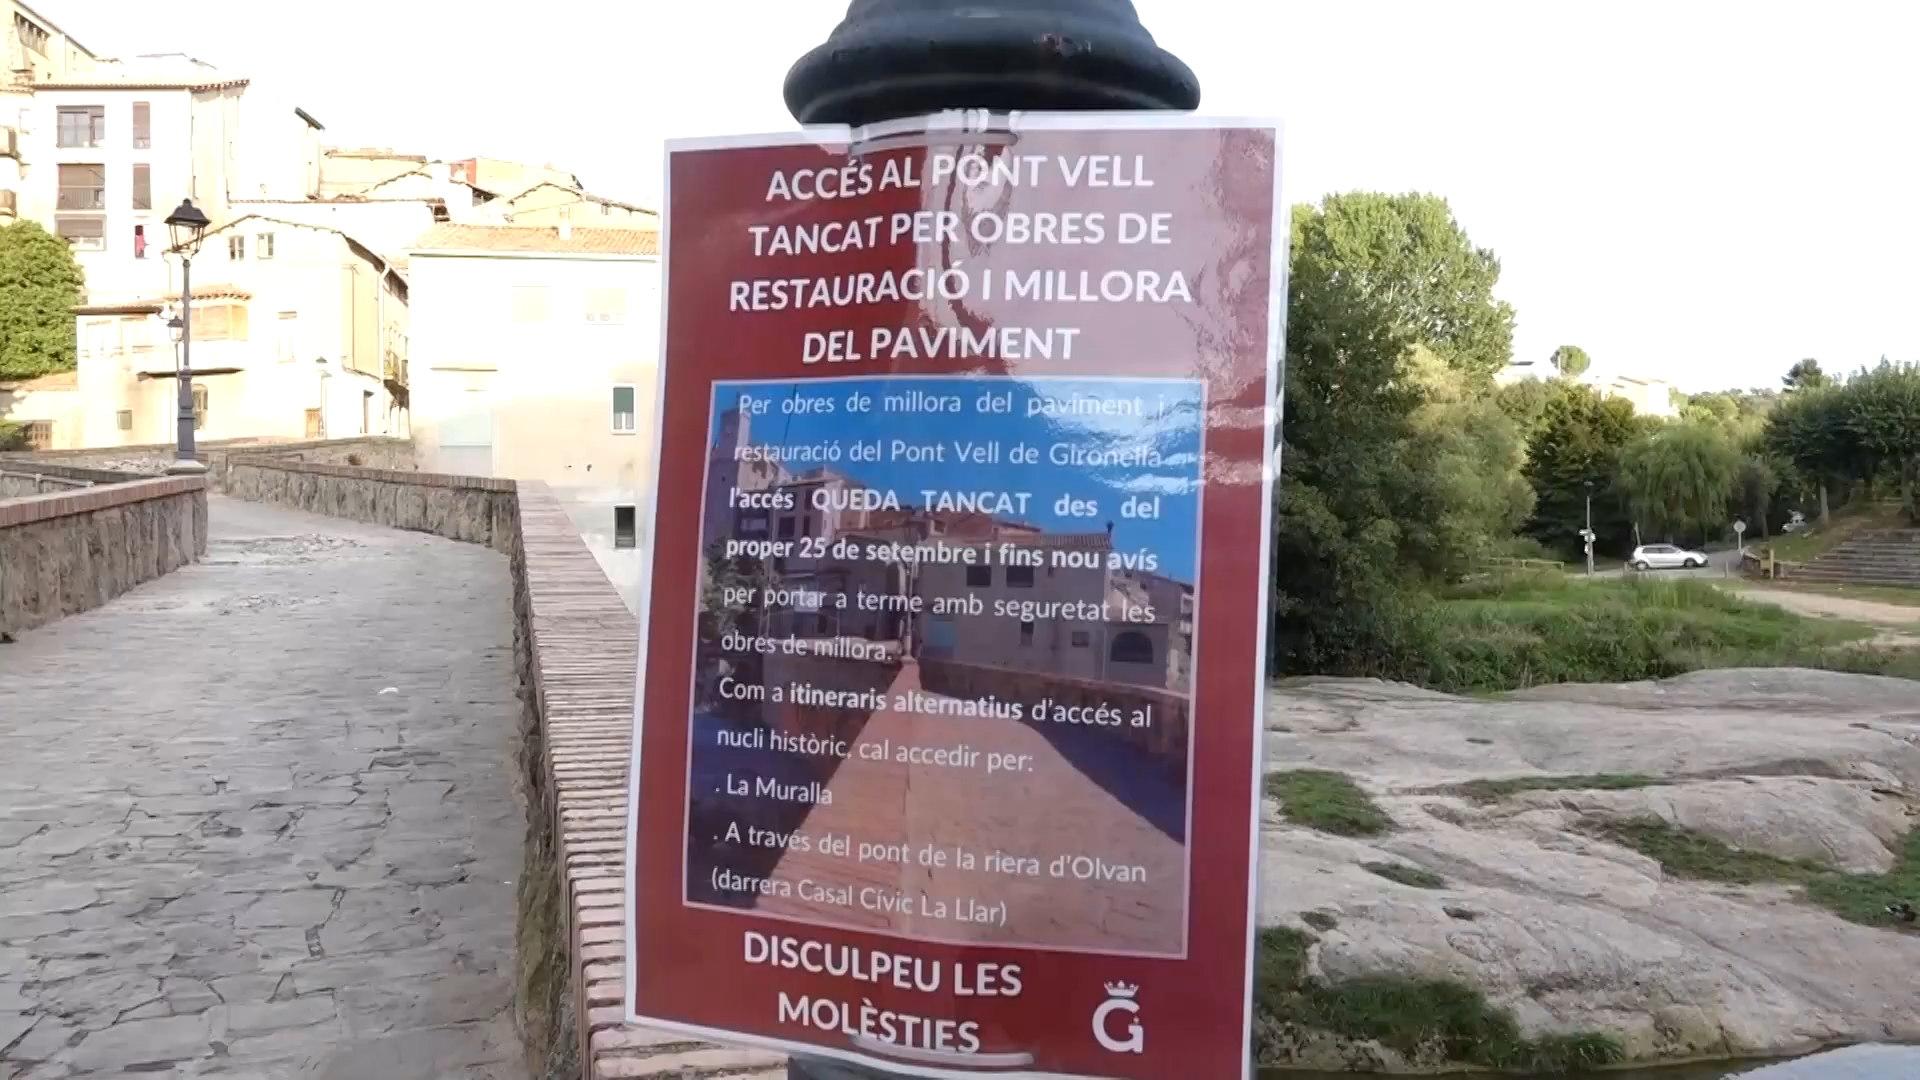 ACCÉS AL PONT VELL
TANCAT PER OBRES DE
RESTAURACIÓ I MILLORA
DEL PAVIMENT
Per obres de millora del paviment i
restauració del Pont Vell de Gironella
l'accés QUEDA TANCAT des del
proper 25 de setembre i fins nou avís
per portar a terme amb seguretat les
obres de millora.
Com a itineraris alternatius d'accés al
nucli històric, cal accedir per:
. La Muralla
. A través del pont de la riera d'Olvan
(darrera Casal Cívic La Llar)
DISCULPEU LES
MOLÈSTIES
G